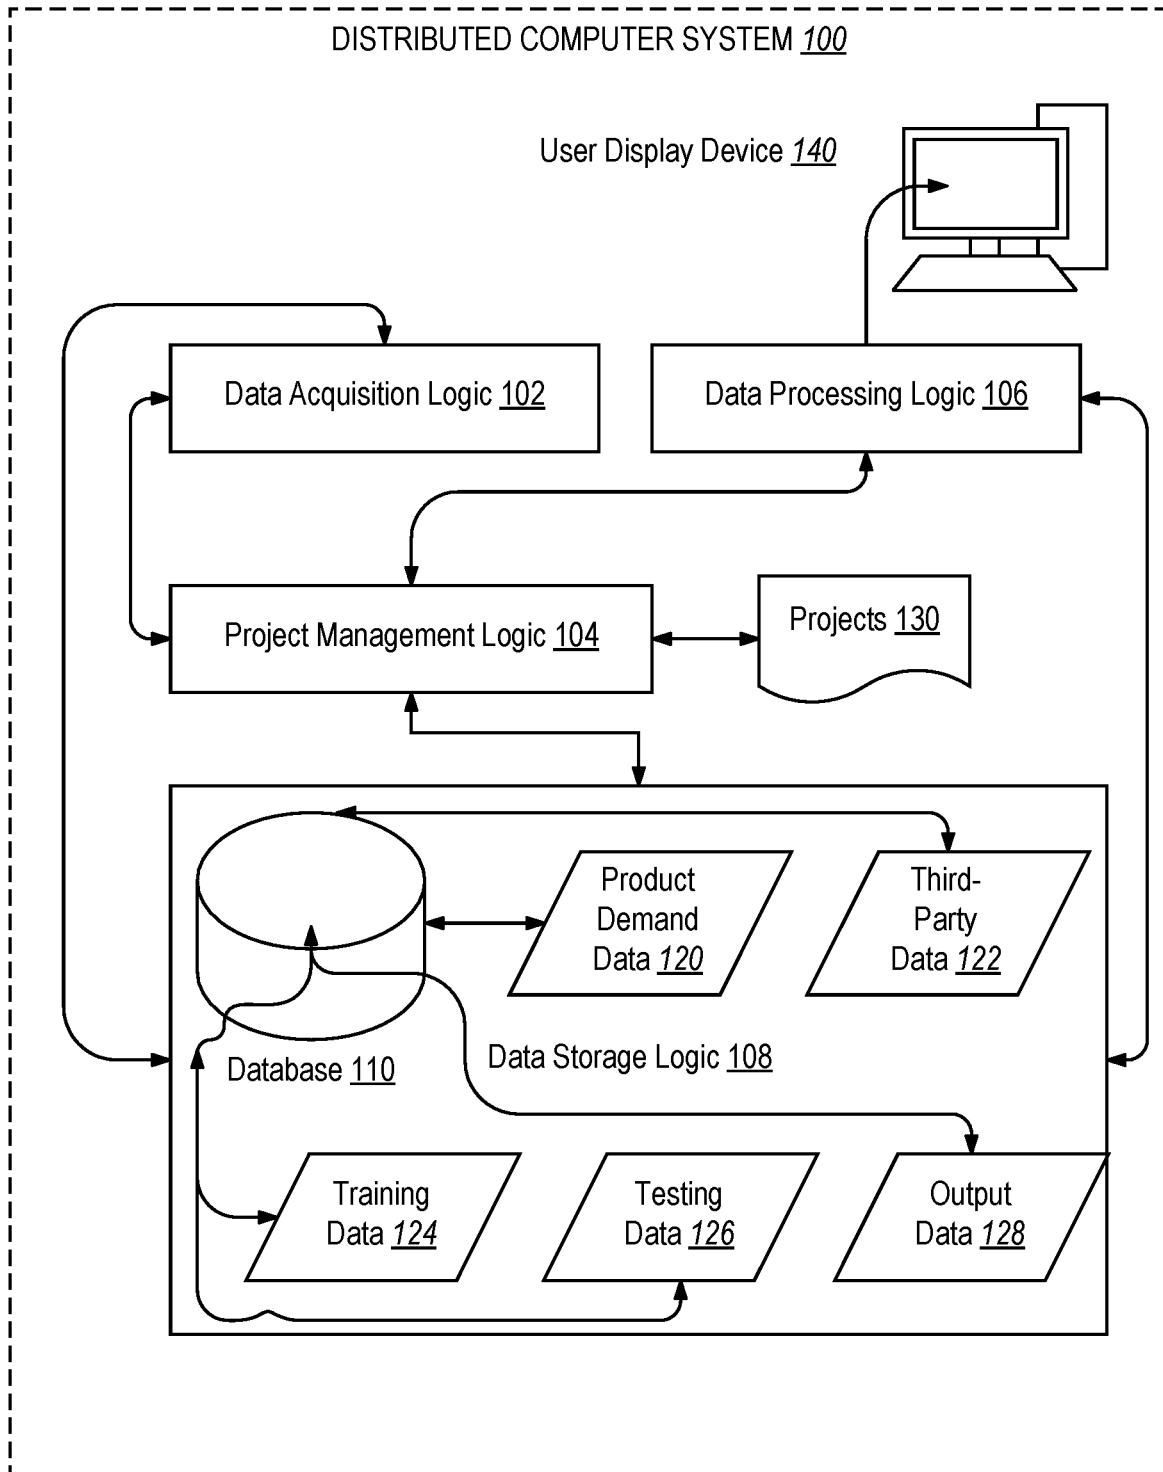 DISTRIBUTED COMPUTER SYSTEM 100
User Display Device 140
Data Acquisition Logic 102
Data Processing Logic 106
Project Management Logic 104
Projects 130
Product
Demand
Data 120
Third-
Party
Data 122
Database 110
Data Storage Logic 108
Training
Data 124
Testing
Data 126
Output
Data 128